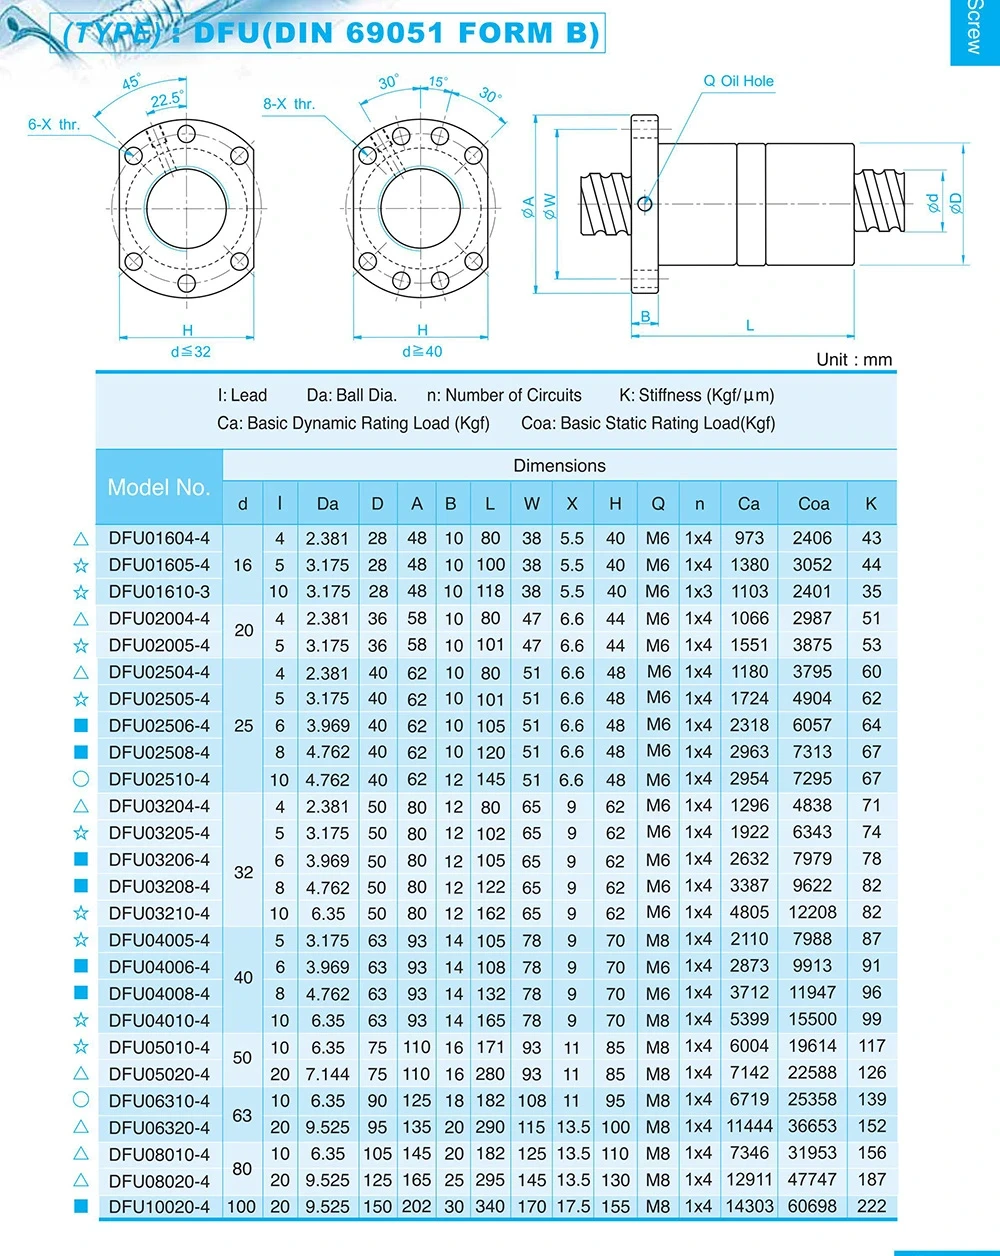 (TYPE) : DFU(DIN 69051 FORM B)
Screw
45°
22.5°
6-X thr.
30°
15°
30°
8-X thr.
Q Oil Hole
øA
øW
ød
øD
B
L
H
d≦32
H
d≧40
Unit : mm
I: Lead Da: Ball Dia. n: Number of Circuits K: Stiffness (Kgf/μm)
Ca: Basic Dynamic Rating Load (Kgf) Coa: Basic Static Rating Load(Kgf)
Model No. Dimensions
d I Da D A B L W X H Q n Ca Coa K
△ DFU01604-4 16 4 2.381 28 48 10 80 38 5.5 40 M6 1x4 973 2406 43
☆ DFU01605-4 5 3.175 28 48 10 100 38 5.5 40 M6 1x4 1380 3052 44
☆ DFU01610-3 10 3.175 28 48 10 118 38 5.5 40 M6 1x3 1103 2401 35
△ DFU02004-4 20 4 2.381 36 58 10 80 47 6.6 44 M6 1x4 1066 2987 51
☆ DFU02005-4 5 3.175 36 58 10 101 47 6.6 44 M6 1x4 1551 3875 53
△ DFU02504-4 25 4 2.381 40 62 10 80 51 6.6 48 M6 1x4 1180 3795 60
☆ DFU02505-4 5 3.175 40 62 10 101 51 6.6 48 M6 1x4 1724 4904 62
■ DFU02506-4 6 3.969 40 62 10 105 51 6.6 48 M6 1x4 2318 6057 64
■ DFU02508-4 8 4.762 40 62 10 120 51 6.6 48 M6 1x4 2963 7313 67
○ DFU02510-4 10 4.762 40 62 12 145 51 6.6 48 M6 1x4 2954 7295 67
△ DFU03204-4 32 4 2.381 50 80 12 80 65 9 62 M6 1x4 1296 4838 71
☆ DFU03205-4 5 3.175 50 80 12 102 65 9 62 M6 1x4 1922 6343 74
■ DFU03206-4 6 3.969 50 80 12 105 65 9 62 M6 1x4 2632 7979 78
■ DFU03208-4 8 4.762 50 80 12 122 65 9 62 M6 1x4 3387 9622 82
☆ DFU03210-4 10 6.35 50 80 12 162 65 9 62 M6 1x4 4805 12208 82
☆ DFU04005-4 40 5 3.175 63 93 14 105 78 9 70 M8 1x4 2110 7988 87
■ DFU04006-4 6 3.969 63 93 14 108 78 9 70 M6 1x4 2873 9913 91
■ DFU04008-4 8 4.762 63 93 14 132 78 9 70 M6 1x4 3712 11947 96
☆ DFU04010-4 10 6.35 63 93 14 165 78 9 70 M8 1x4 5399 15500 99
☆ DFU05010-4 50 10 6.35 75 110 16 171 93 11 85 M8 1x4 6004 19614 117
△ DFU05020-4 20 7.144 75 110 16 280 93 11 85 M8 1x4 7142 22588 126
○ DFU06310-4 63 10 6.35 90 125 18 182 108 11 95 M8 1x4 6719 25358 139
△ DFU06320-4 20 9.525 95 135 20 290 115 13.5 100 M8 1x4 11444 36653 152
△ DFU08010-4 80 10 6.35 105 145 20 182 125 13.5 110 M8 1x4 7346 31953 156
△ DFU08020-4 20 9.525 125 165 25 295 145 13.5 130 M8 1x4 12911 47747 187
■ DFU10020-4 100 20 9.525 150 202 30 340 170 17.5 155 M8 1x4 14303 60698 222